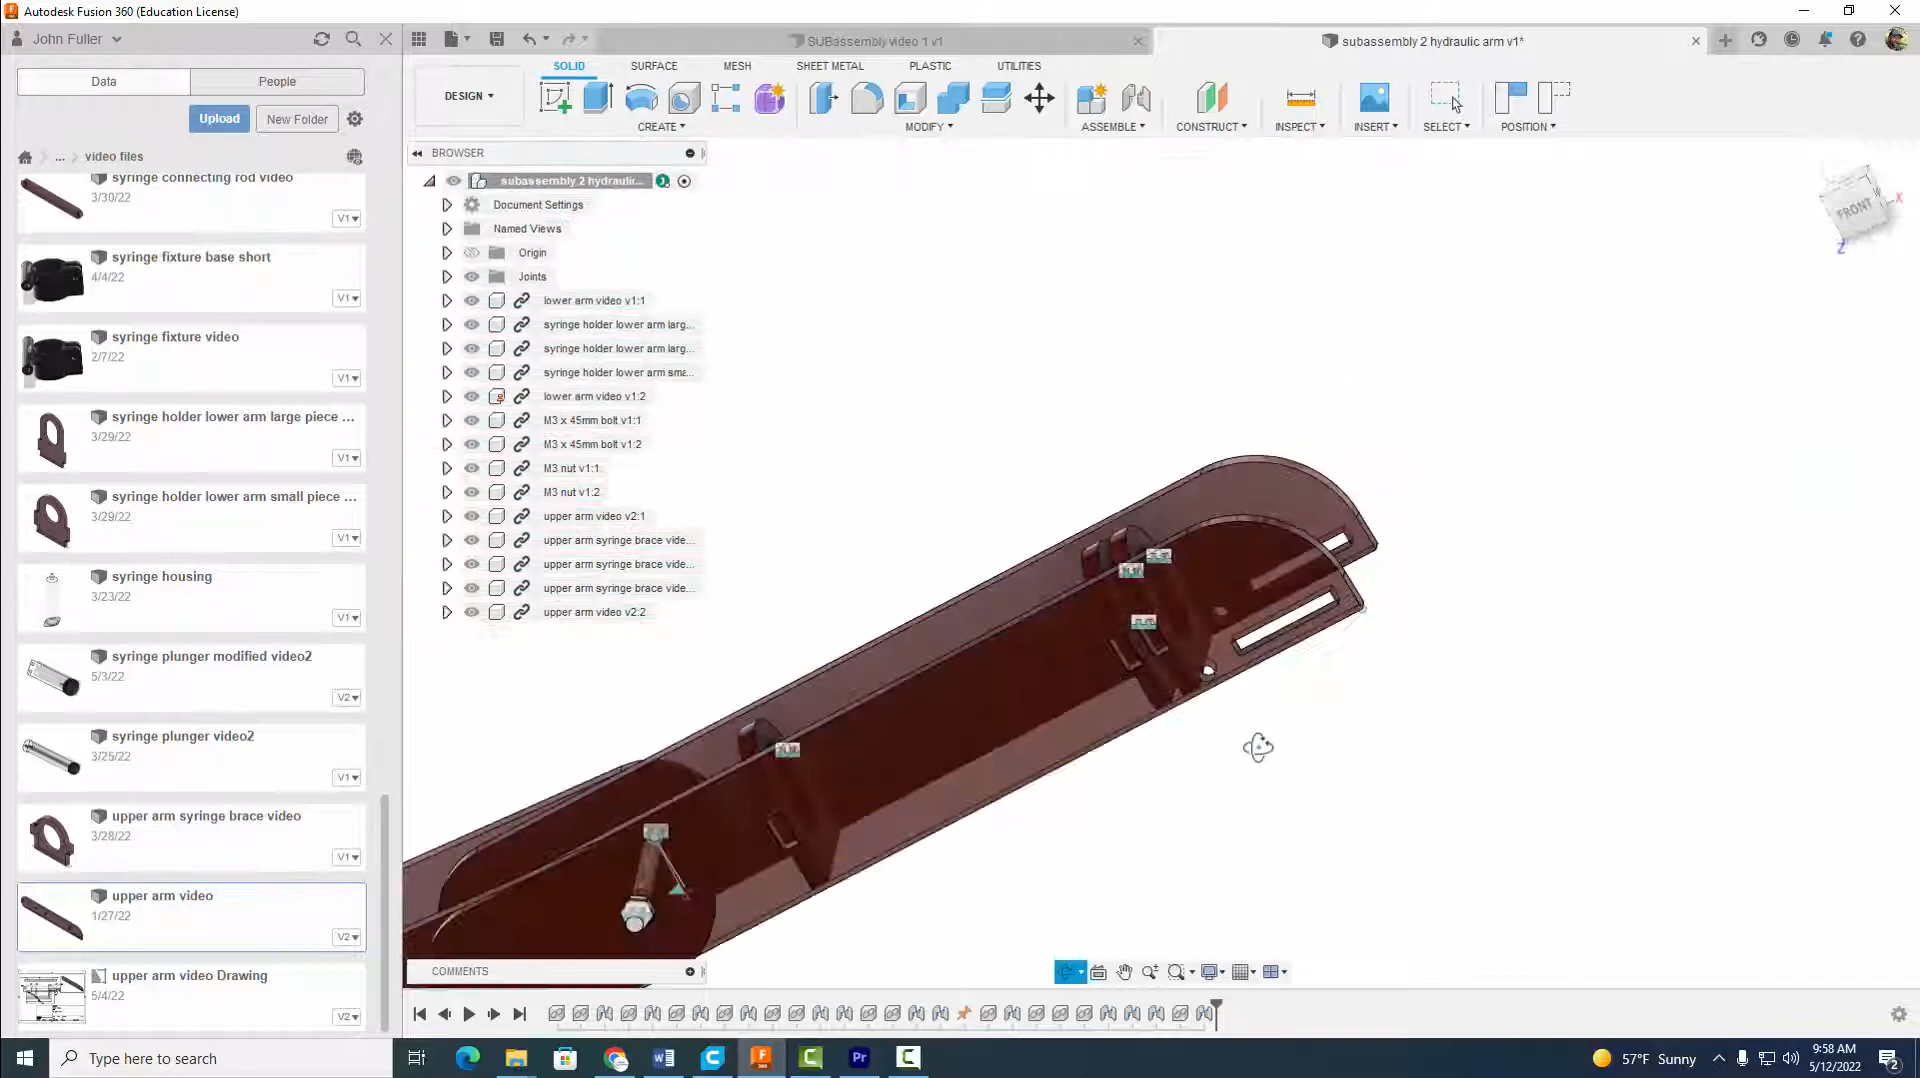 Autodesk Fusion 360 (Education License)
John Fuller
SUBassembly video 1 v1
subassembly 2 hydraulic arm v1*
Data
People
Upload
New Folder
... video files
DESIGN
SOLID
SURFACE
MESH
SHEET METAL
PLASTIC
UTILITIES
CREATE
MODIFY
ASSEMBLE
CONSTRUCT
INSPECT
INSERT
SELECT
POSITION
syringe connecting rod video
3/30/22
V1
syringe fixture base short
4/4/22
V1
syringe fixture video
2/7/22
V1
syringe holder lower arm large piece ...
3/29/22
V1
syringe holder lower arm small piece ...
3/29/22
V1
syringe housing
3/23/22
V1
syringe plunger modified video2
5/3/22
V2
syringe plunger video2
3/25/22
V1
upper arm syringe brace video
3/28/22
V1
upper arm video
1/27/22
V2
upper arm video Drawing
5/4/22
V2
BROWSER
subassembly 2 hydraulic...
Document Settings
Named Views
Origin
Joints
lower arm video v1:1
syringe holder lower arm larg...
syringe holder lower arm larg...
syringe holder lower arm sma...
lower arm video v1:2
M3 x 45mm bolt v1:1
M3 x 45mm bolt v1:2
M3 nut v1:1
M3 nut v1:2
upper arm video v2:1
upper arm syringe brace vide...
upper arm syringe brace vide...
upper arm syringe brace vide...
upper arm video v2:2
FRONT
X
Z
COMMENTS
Type here to search
57°F Sunny
9:58 AM
5/12/2022
2